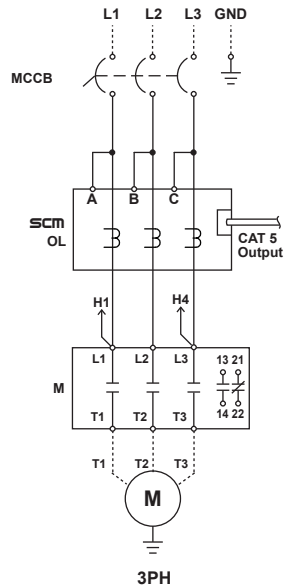 L1 L2 L3 GND
MCCB
A B C
SCM
OL
CAT 5
Output
H1 H4
L1 L2 L3 13 21
M
T1 T2 T3 14 22
T1 T2 T3
M
3PH